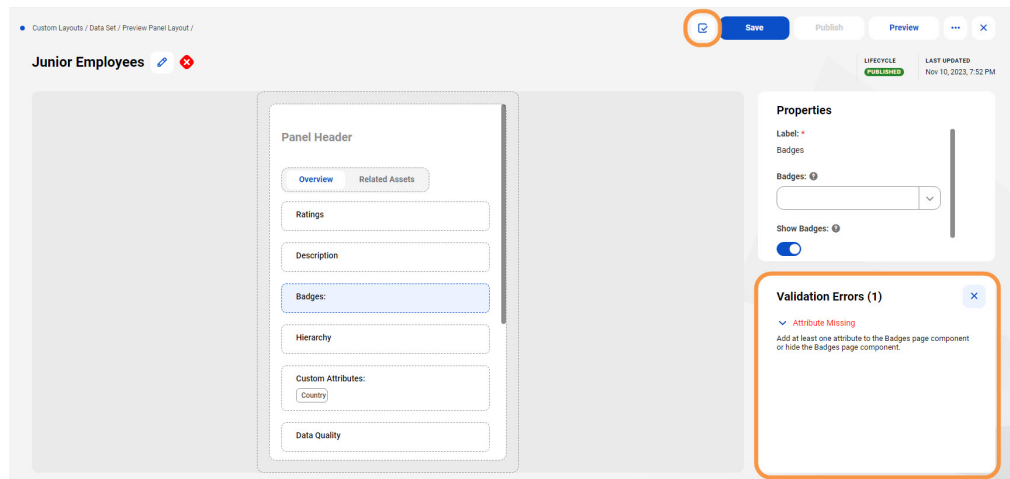 Custom Layouts / Data Set / Preview Panel Layout /
Save
Publish
Preview
Junior Employees
LIFECYCLE
PUBLISHED
LAST UPDATED
Nov 10, 2023, 7:52 PM
Panel Header
Overview
Related Assets
Ratings
Description
Badges:
Hierarchy
Custom Attributes:
Country
Data Quality
Properties
Label: *
Badges
Badges:
Show Badges:
Validation Errors (1)
Attribute Missing
Add at least one attribute to the Badges page component
or hide the Badges page component.